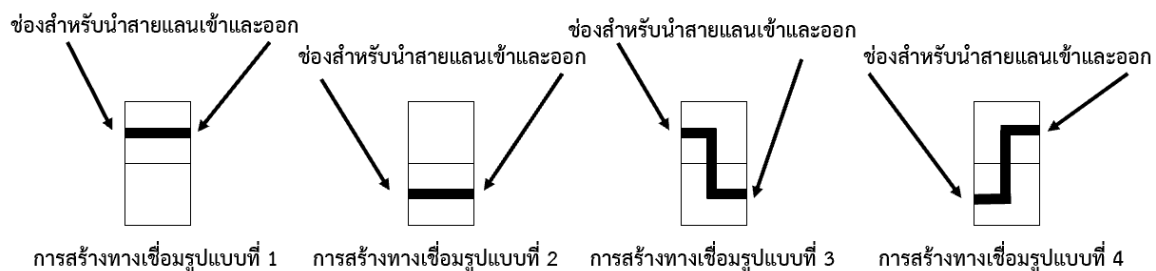 ช่องสำหรับนำสายแลนเข้าและออก
ช่องสำหรับนำสายแลนเข้าและออก
ช่องสำหรับนำสายแลนเข้าและออก
ช่องสำหรับนำสายแลนเข้าและออก
การสร้างทางเชื่อมรูปแบบที่ 1
การสร้างทางเชื่อมรูปแบบที่ 2
การสร้างทางเชื่อมรูปแบบที่ 3
การสร้างทางเชื่อมรูปแบบที่ 4